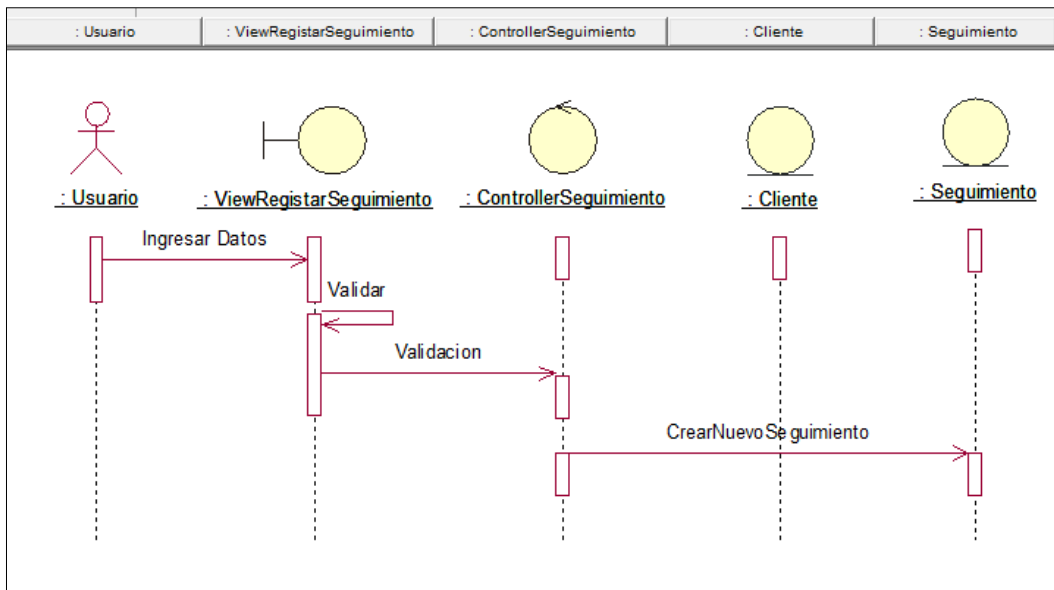 : Usuario
: ViewRegistarSeguimiento
: ControllerSeguimiento
: Cliente
: Seguimiento
: Usuario
: ViewRegistarSeguimiento
: ControllerSeguimiento
: Cliente
: Seguimiento
Ingresar Datos
Validar
Validacion
CrearNuevoSeguimiento